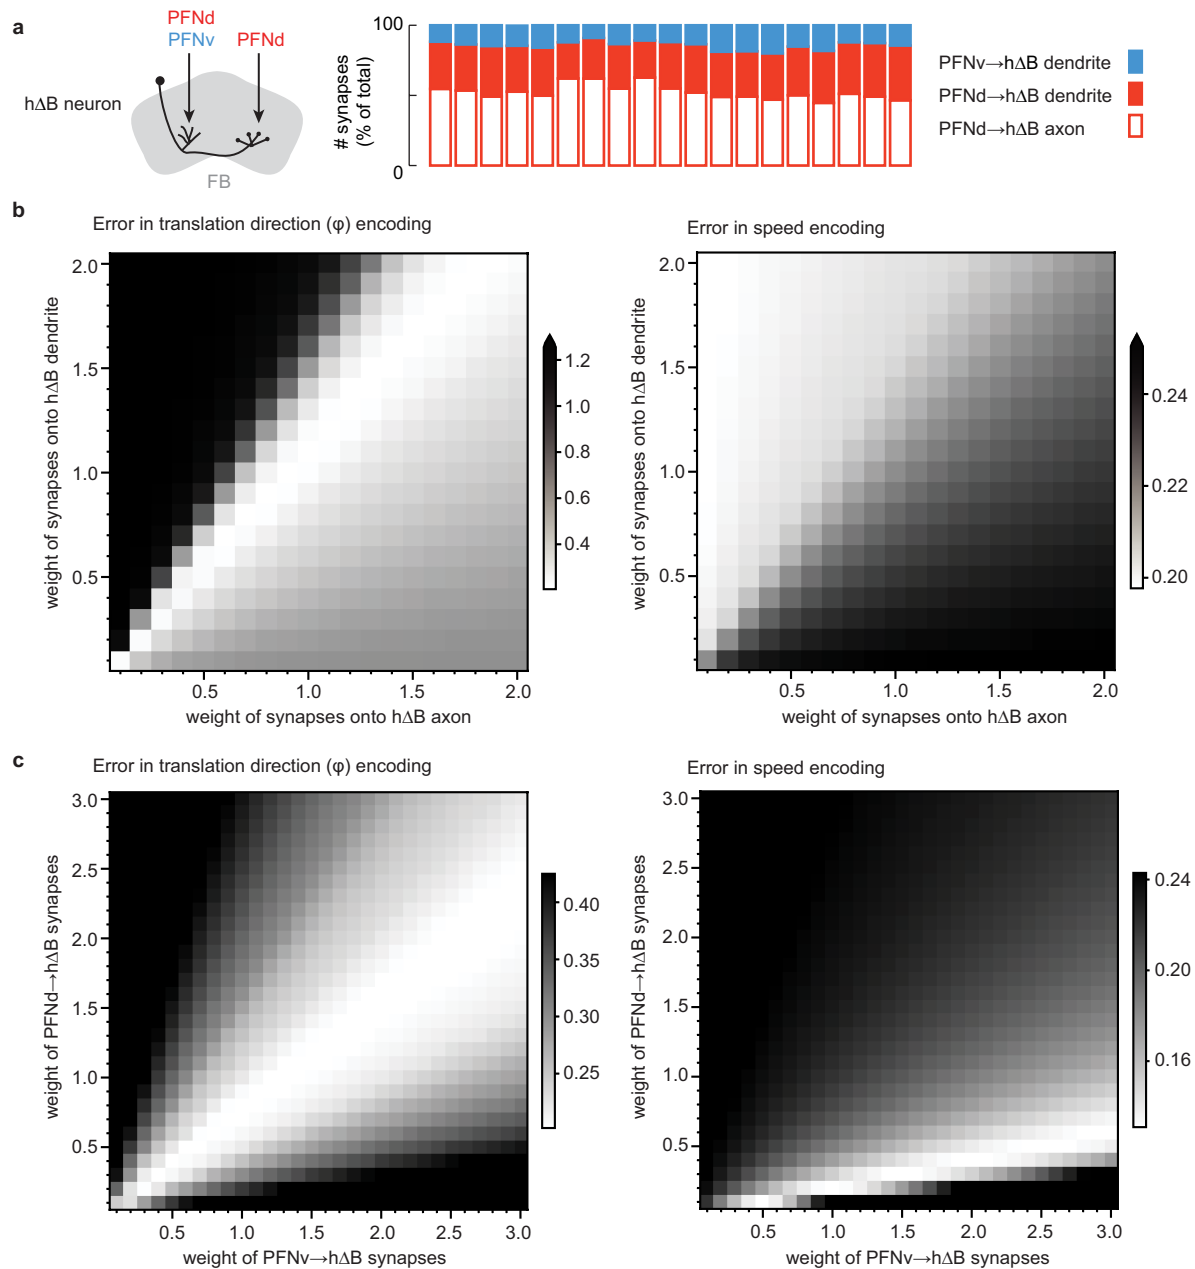 a
PFNd
PFNv
PFNd
hΔB neuron
FB
# synapses
(% of total)
100
0
PFNv→hΔB dendrite
PFNd→hΔB dendrite
PFNd→hΔB axon
b
Error in translation direction (φ) encoding
weight of synapses onto hΔB dendrite
2.0
1.5
1.0
0.5
0.5
1.0
1.5
2.0
weight of synapses onto hΔB axon
1.2
1.0
0.8
0.6
0.4
Error in speed encoding
weight of synapses onto hΔB dendrite
2.0
1.5
1.0
0.5
0.5
1.0
1.5
2.0
weight of synapses onto hΔB axon
0.24
0.22
0.20
c
Error in translation direction (φ) encoding
weight of PFNd→hΔB synapses
3.0
2.5
2.0
1.5
1.0
0.5
0.5
1.0
1.5
2.0
2.5
3.0
weight of PFNv→hΔB synapses
0.40
0.35
0.30
0.25
Error in speed encoding
weight of PFNd→hΔB synapses
3.0
2.5
2.0
1.5
1.0
0.5
0.5
1.0
1.5
2.0
2.5
3.0
weight of PFNv→hΔB synapses
0.24
0.20
0.16